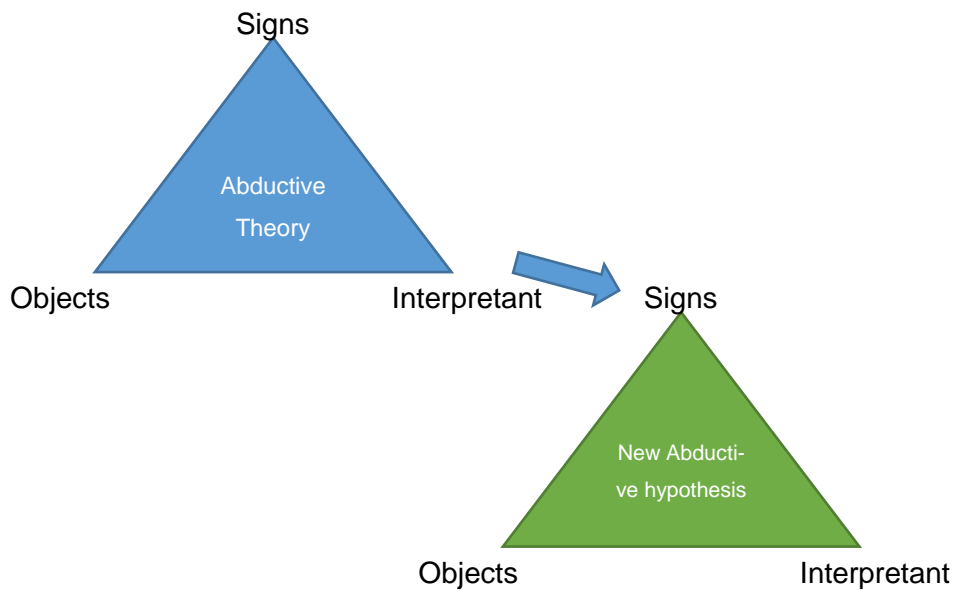 Signs
Abductive
Theory
Objects
Interpretant
Signs
New Abducti-
ve hypothesis
Objects
Interpretant